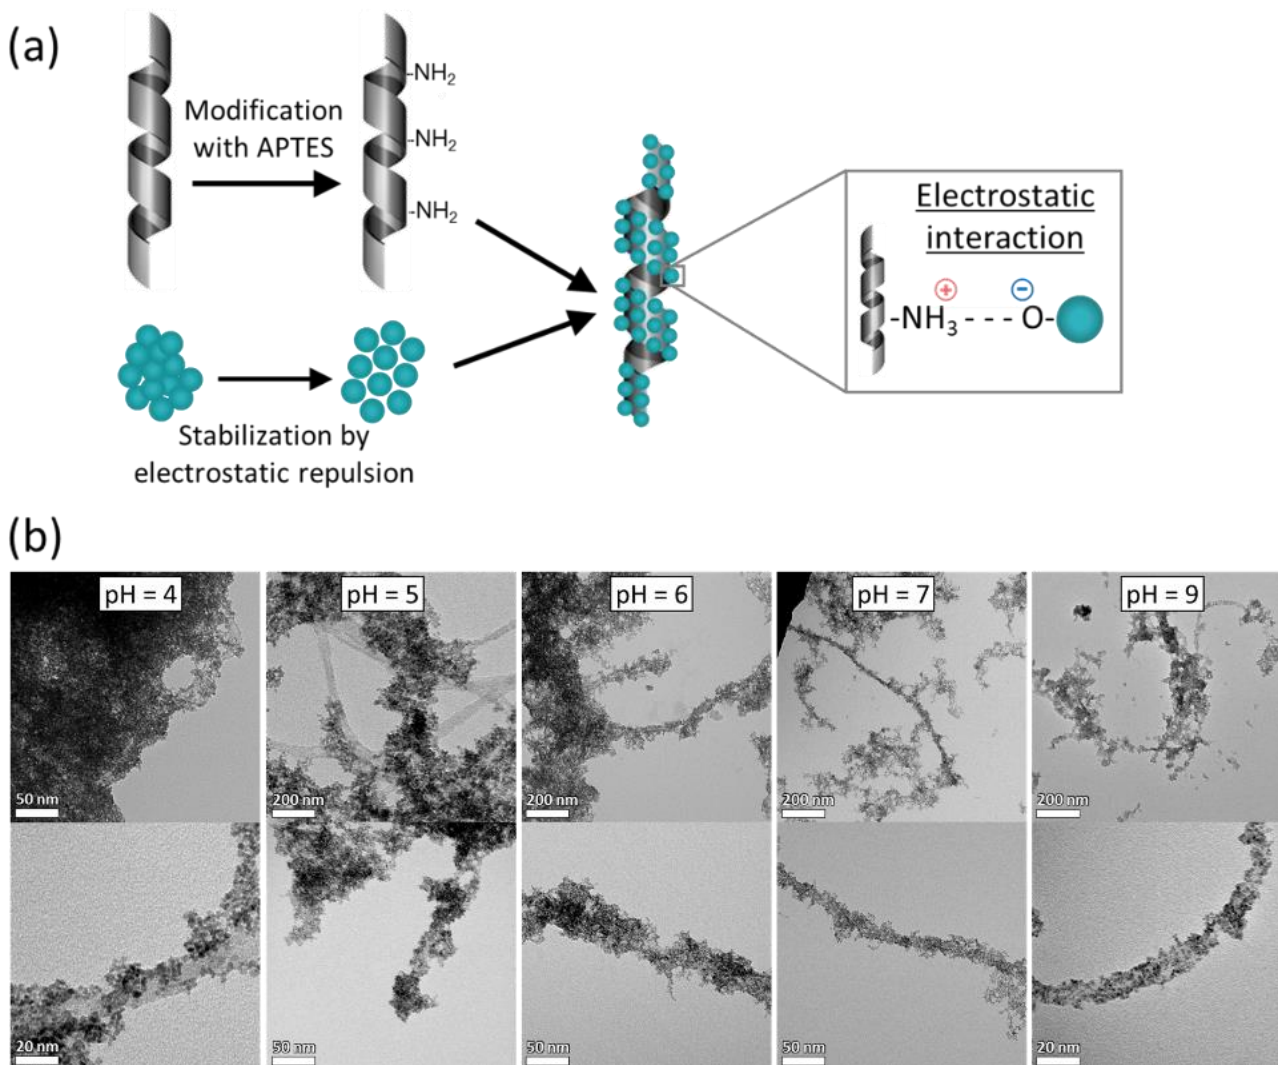 (a)
Modification
with APTES
-NH₂
-NH₂
-NH₂
Stabilization by
electrostatic repulsion
Electrostatic
interaction
+ −
-NH₃ - - - O-
(b)
pH = 4
pH = 5
pH = 6
pH = 7
pH = 9
50 nm
200 nm
200 nm
200 nm
200 nm
20 nm
50 nm
50 nm
50 nm
20 nm